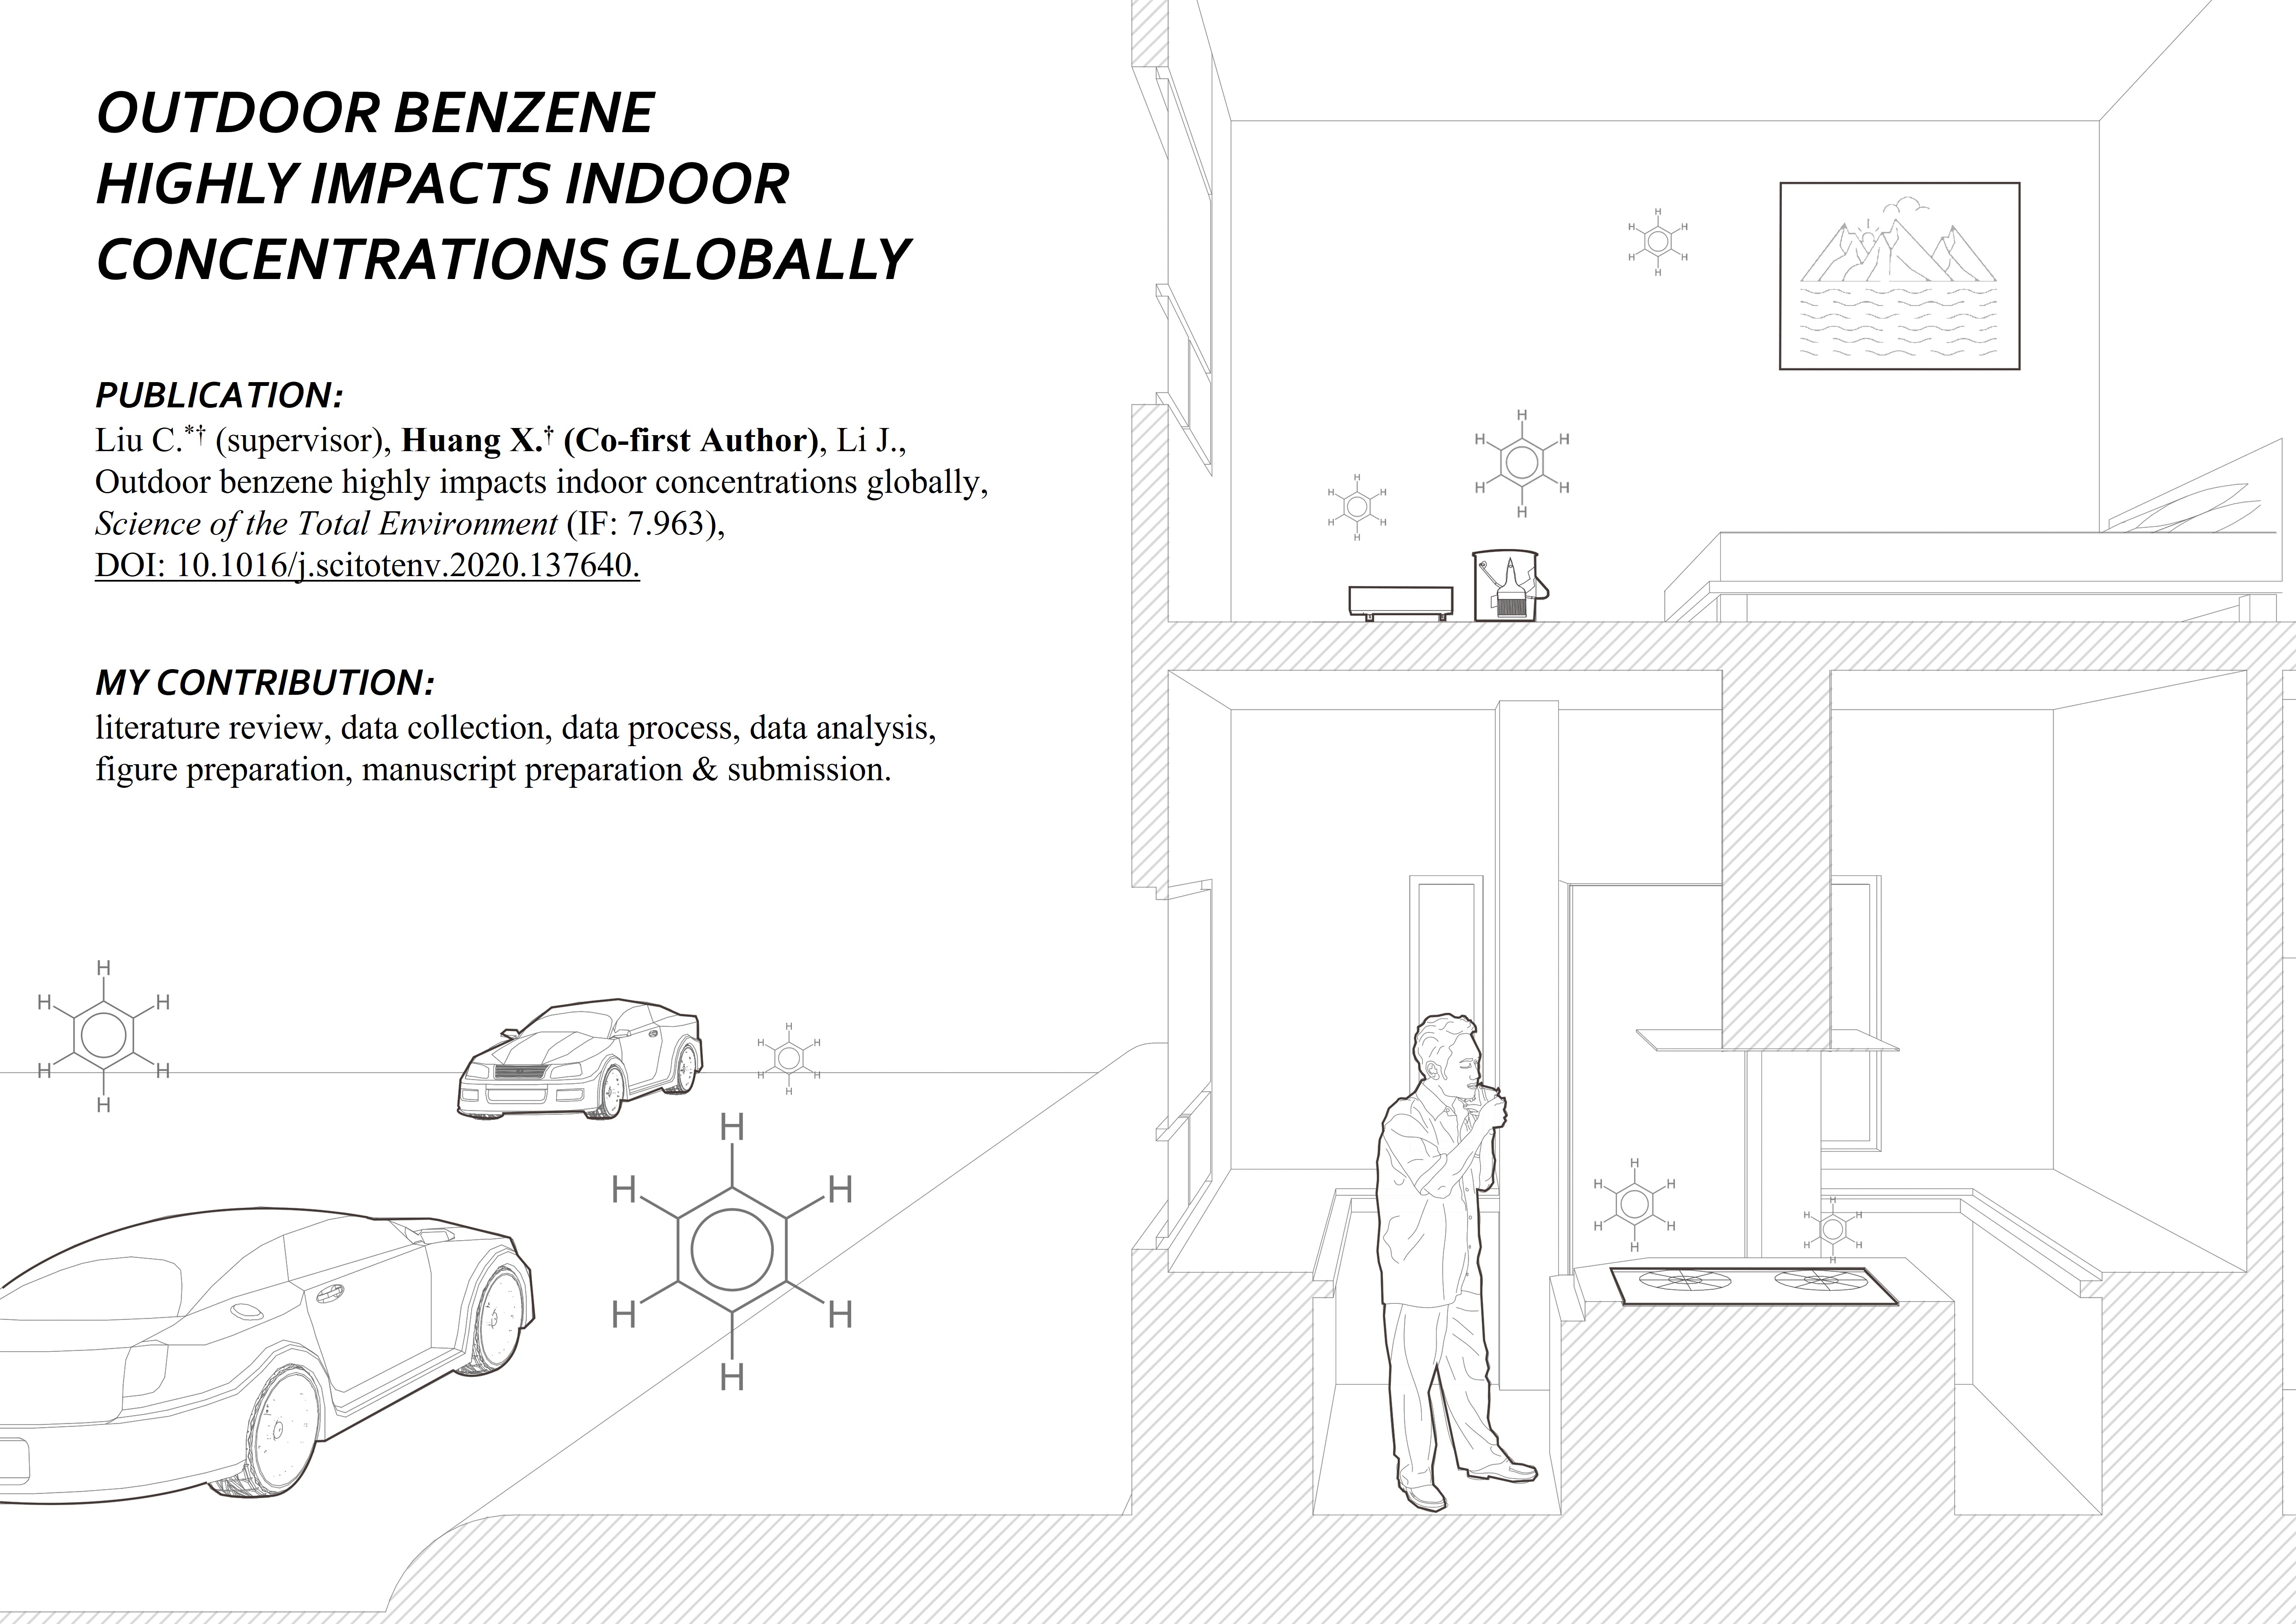 OUTDOOR BENZENE
HIGHLY IMPACTS INDOOR
CONCENTRATIONS GLOBALLY
PUBLICATION:
Liu C.*† (supervisor), Huang X.† (Co-first Author), Li J.,
Outdoor benzene highly impacts indoor concentrations globally,
Science of the Total Environment (IF: 7.963),
DOI: 10.1016/j.scitotenv.2020.137640.
MY CONTRIBUTION:
literature review, data collection, data process, data analysis,
figure preparation, manuscript preparation & submission.
H
H H
H H
H
H
H H
H H
H
H
H H
H H
H
H
H H
H H
H
H
H H
H H
H
H
H H
H H
H
H
H H
H H
H
H
H H
H H
H